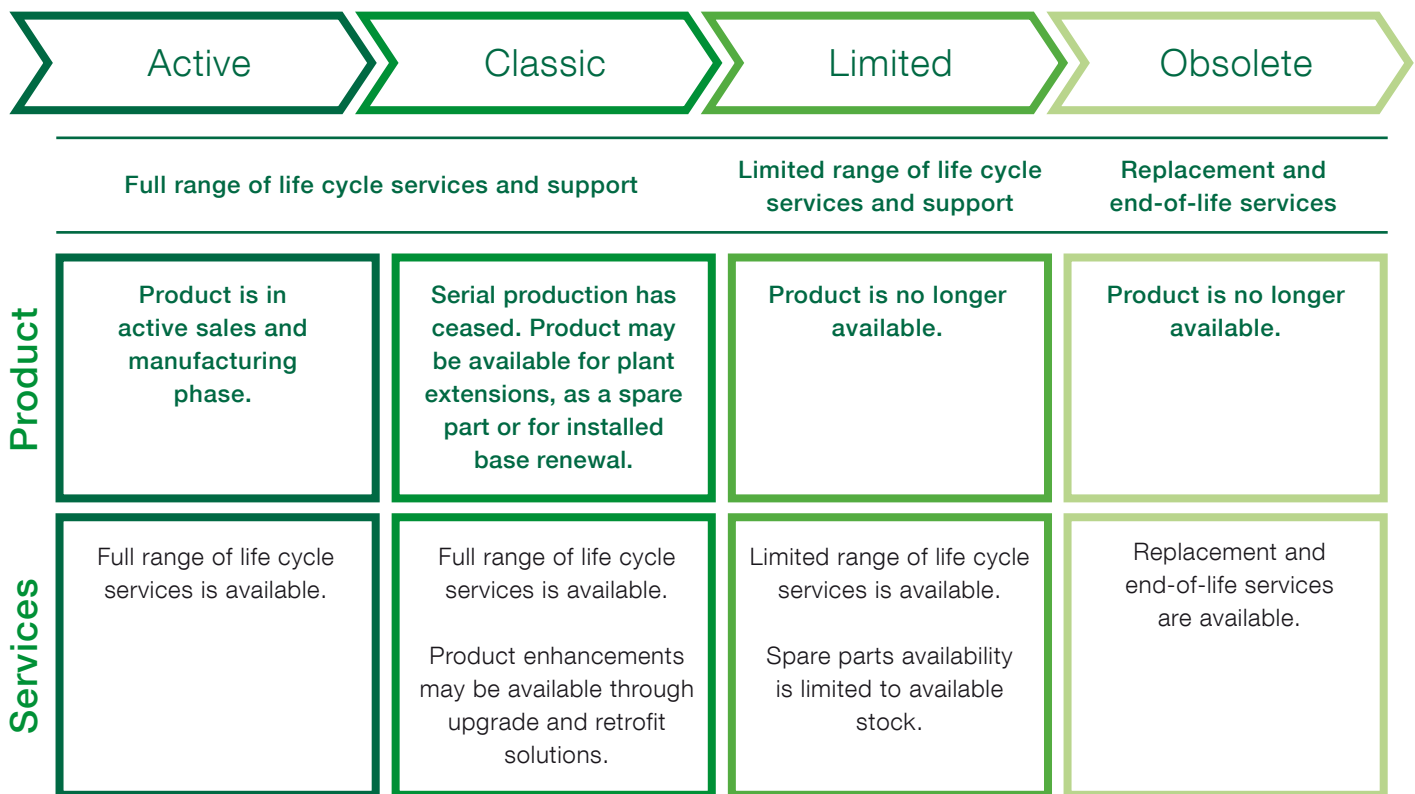 Active
Classic
Limited
Obsolete
Full range of life cycle services and support
Limited range of life cycle
services and support
Replacement and
end-of-life services
Product
Product is in
active sales and
manufacturing
phase.
Serial production has
ceased. Product may
be available for plant
extensions, as a spare
part or for installed
base renewal.
Product is no longer
available.
Product is no longer
available.
Services
Full range of life cycle
services is available.
Full range of life cycle
services is available.
Product enhancements
may be available through
upgrade and retrofit
solutions.
Limited range of life cycle
services is available.
Spare parts availability
is limited to available
stock.
Replacement and
end-of-life services
are available.